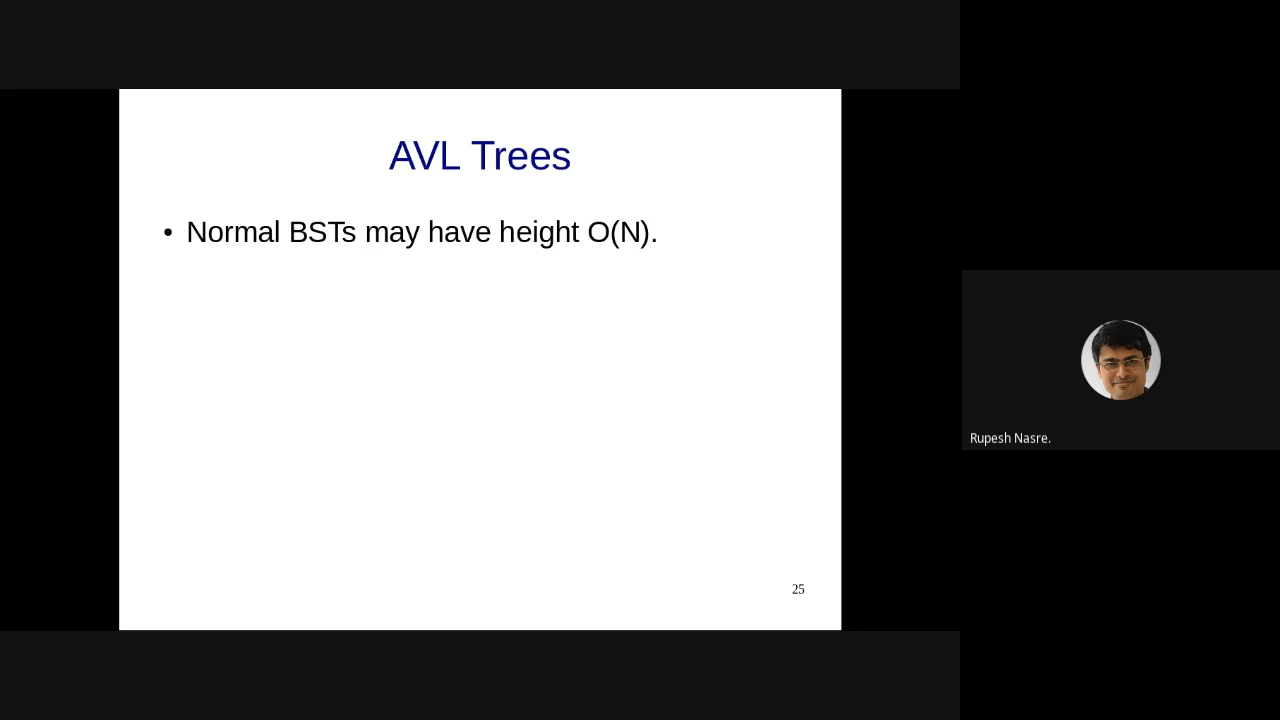 AVL Trees
• Normal BSTs may have height O(N).
25
Rupesh Nasre.